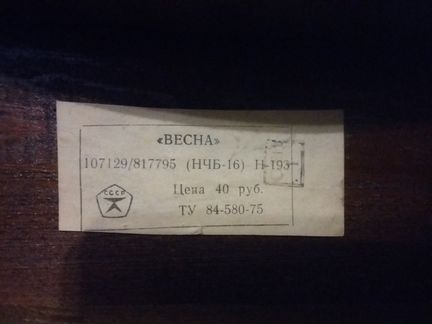 «ВЕСНА»
107129/817795 (НЧБ-16) Н-193
Цена 40 руб.
СССР
ТУ 84-580-75